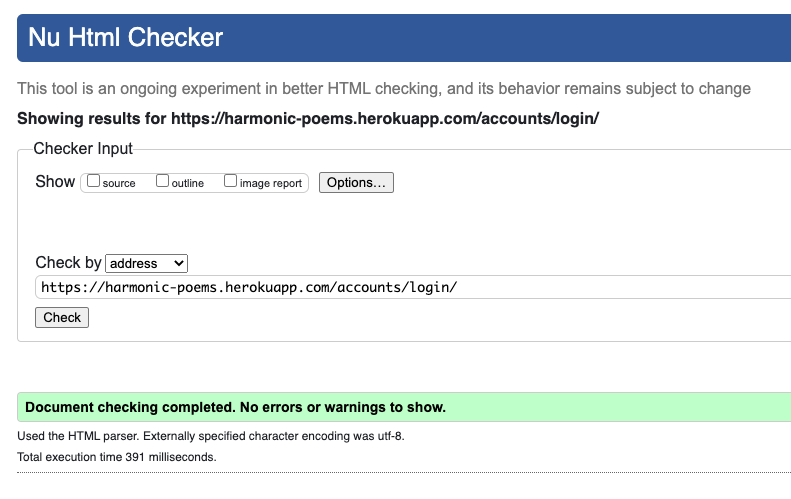 Nu Html Checker
This tool is an ongoing experiment in better HTML checking, and its behavior remains subject to change
Showing results for https://harmonic-poems.herokuapp.com/accounts/login/
Checker Input
Show source outline image report Options...
Check by address
https://harmonic-poems.herokuapp.com/accounts/login/
Check
Document checking completed. No errors or warnings to show.
Used the HTML parser. Externally specified character encoding was utf-8.
Total execution time 391 milliseconds.